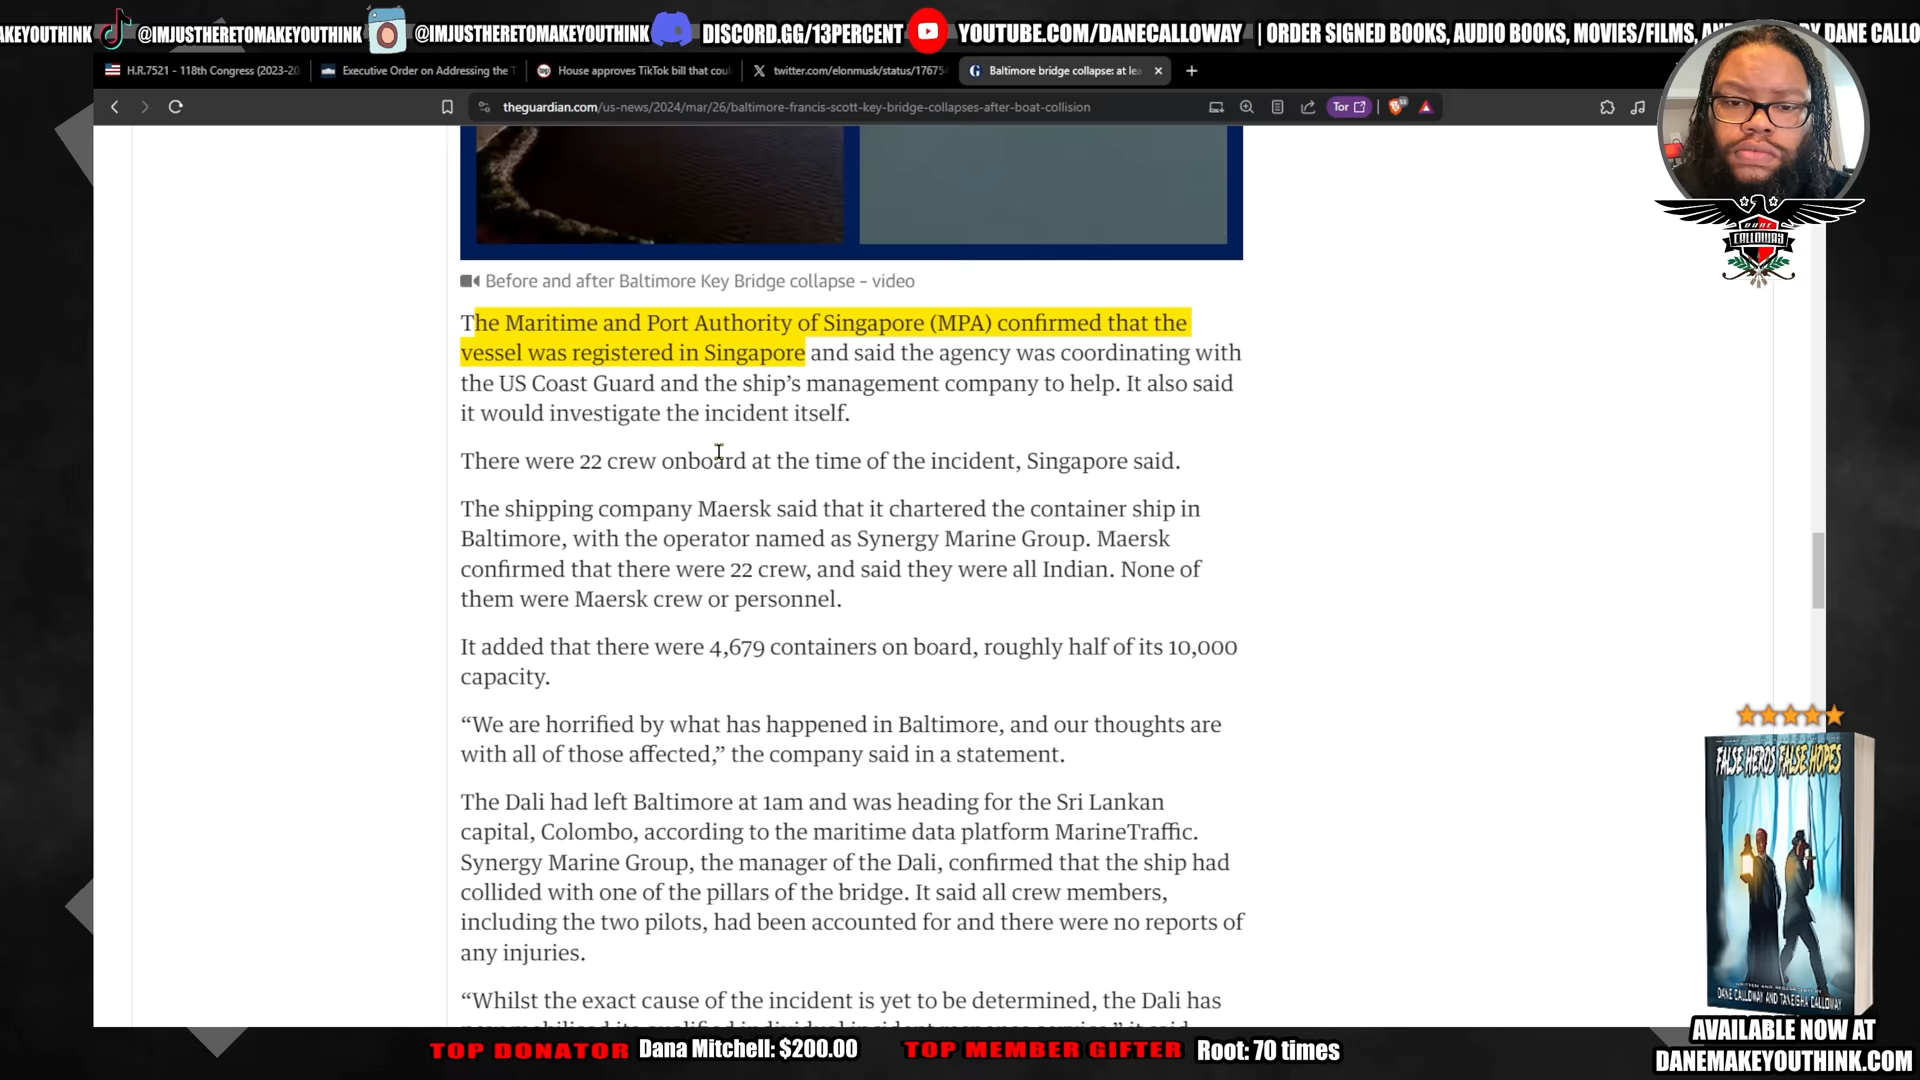 AKEYOUTHINK @IMJUSTHERETOMAKEYOUTHINK @IMJUSTHERETOMAKEYOUTHINK DISCORD.GG/13PERCENT YOUTUBE.COM/DANECALLOWAY | ORDER SIGNED BOOKS, AUDIO BOOKS, MOVIES/FILMS, AN Y DANE CALLO
H.R.7521 - 118th Congress (2023-20 Executive Order on Addressing the T House approves TikTok bill that coul twitter.com/elonmusk/status/17675 Baltimore bridge collapse: at lea
theguardian.com/us-news/2024/mar/26/baltimore-francis-scott-key-bridge-collapses-after-boat-collision Tor
DANE
CALLOWAY
Before and after Baltimore Key Bridge collapse – video
The Maritime and Port Authority of Singapore (MPA) confirmed that the
vessel was registered in Singapore and said the agency was coordinating with
the US Coast Guard and the ship’s management company to help. It also said
it would investigate the incident itself.
There were 22 crew onboard at the time of the incident, Singapore said.
The shipping company Maersk said that it chartered the container ship in
Baltimore, with the operator named as Synergy Marine Group. Maersk
confirmed that there were 22 crew, and said they were all Indian. None of
them were Maersk crew or personnel.
It added that there were 4,679 containers on board, roughly half of its 10,000
capacity.
“We are horrified by what has happened in Baltimore, and our thoughts are
with all of those affected,” the company said in a statement.
The Dali had left Baltimore at 1am and was heading for the Sri Lankan
capital, Colombo, according to the maritime data platform MarineTraffic.
Synergy Marine Group, the manager of the Dali, confirmed that the ship had
collided with one of the pillars of the bridge. It said all crew members,
including the two pilots, had been accounted for and there were no reports of
any injuries.
“Whilst the exact cause of the incident is yet to be determined, the Dali has
FALSE HEROS FALSE HOPES
DANE CALLOWAY AND TANEISHA CALLOWAY
TOP DONATOR Dana Mitchell: $200.00 TOP MEMBER GIFTER Root: 70 times
AVAILABLE NOW AT
DANEMAKEYOUTHINK.COM